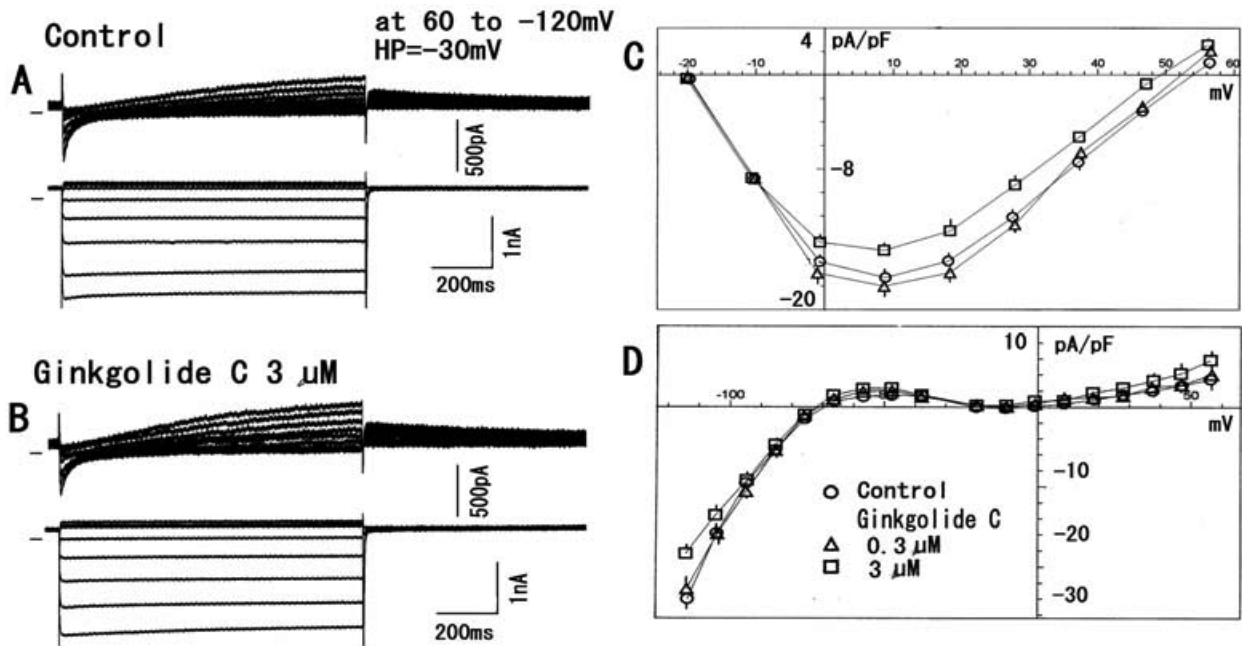 Control
at 60 to -120mV
HP=-30mV
A
500pA
1nA
200ms
Ginkgolide C 3 μM
B
500pA
1nA
200ms
C
4 pA/pF
-20 -10 10 20 30 40 50 60
mV
-8
-20
D
10 pA/pF
-100 50
mV
-10
-20
-30
Control
Ginkgolide C
0.3 μM
3 μM